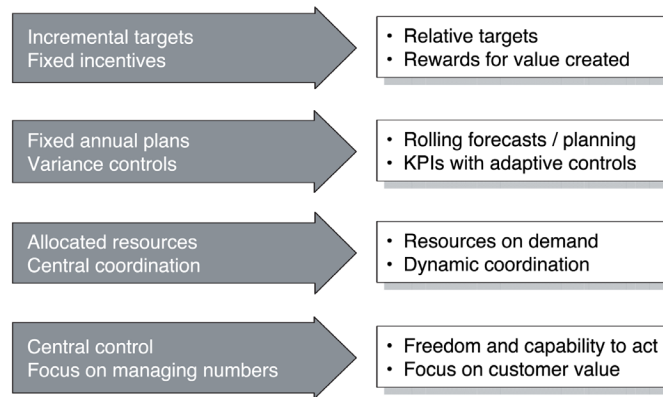 Incremental targets
Fixed incentives
• Relative targets
• Rewards for value created
Fixed annual plans
Variance controls
• Rolling forecasts / planning
• KPIs with adaptive controls
Allocated resources
Central coordination
• Resources on demand
• Dynamic coordination
Central control
Focus on managing numbers
• Freedom and capability to act
• Focus on customer value